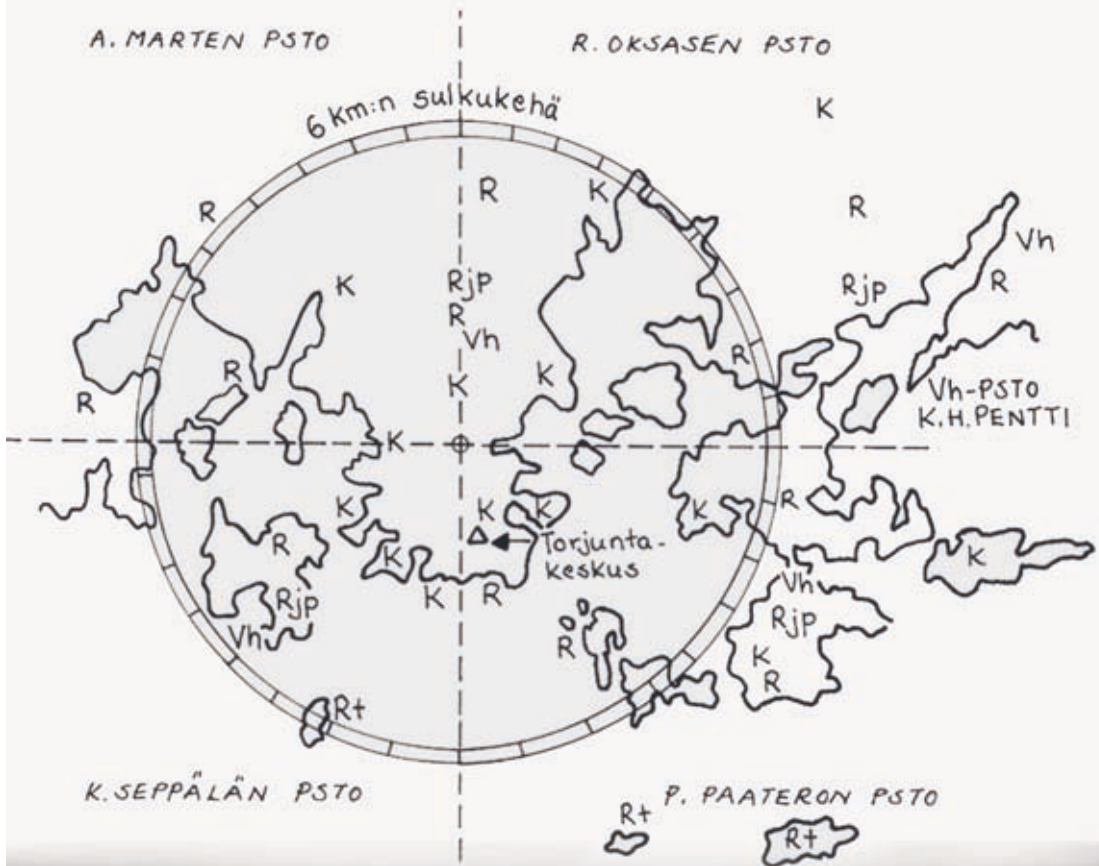 A. MARTEN PSTO
R. OKSASEN PSTO
6 km:n sulkukehä
K
R
K
R
R
Vh
K
RjP
R
Vh
RjP
R
R
K
K
R
R
Vh-PSTO
K.H. PENTTI
K
K
K
K
R
K
K
R
K
Torjunta-
keskus
K
K
R
RjP
Vh
Vh
RjP
K
R
R
Rt
K. SEPPÄLÄN PSTO
P. PAATERON PSTO
Rt
Rt